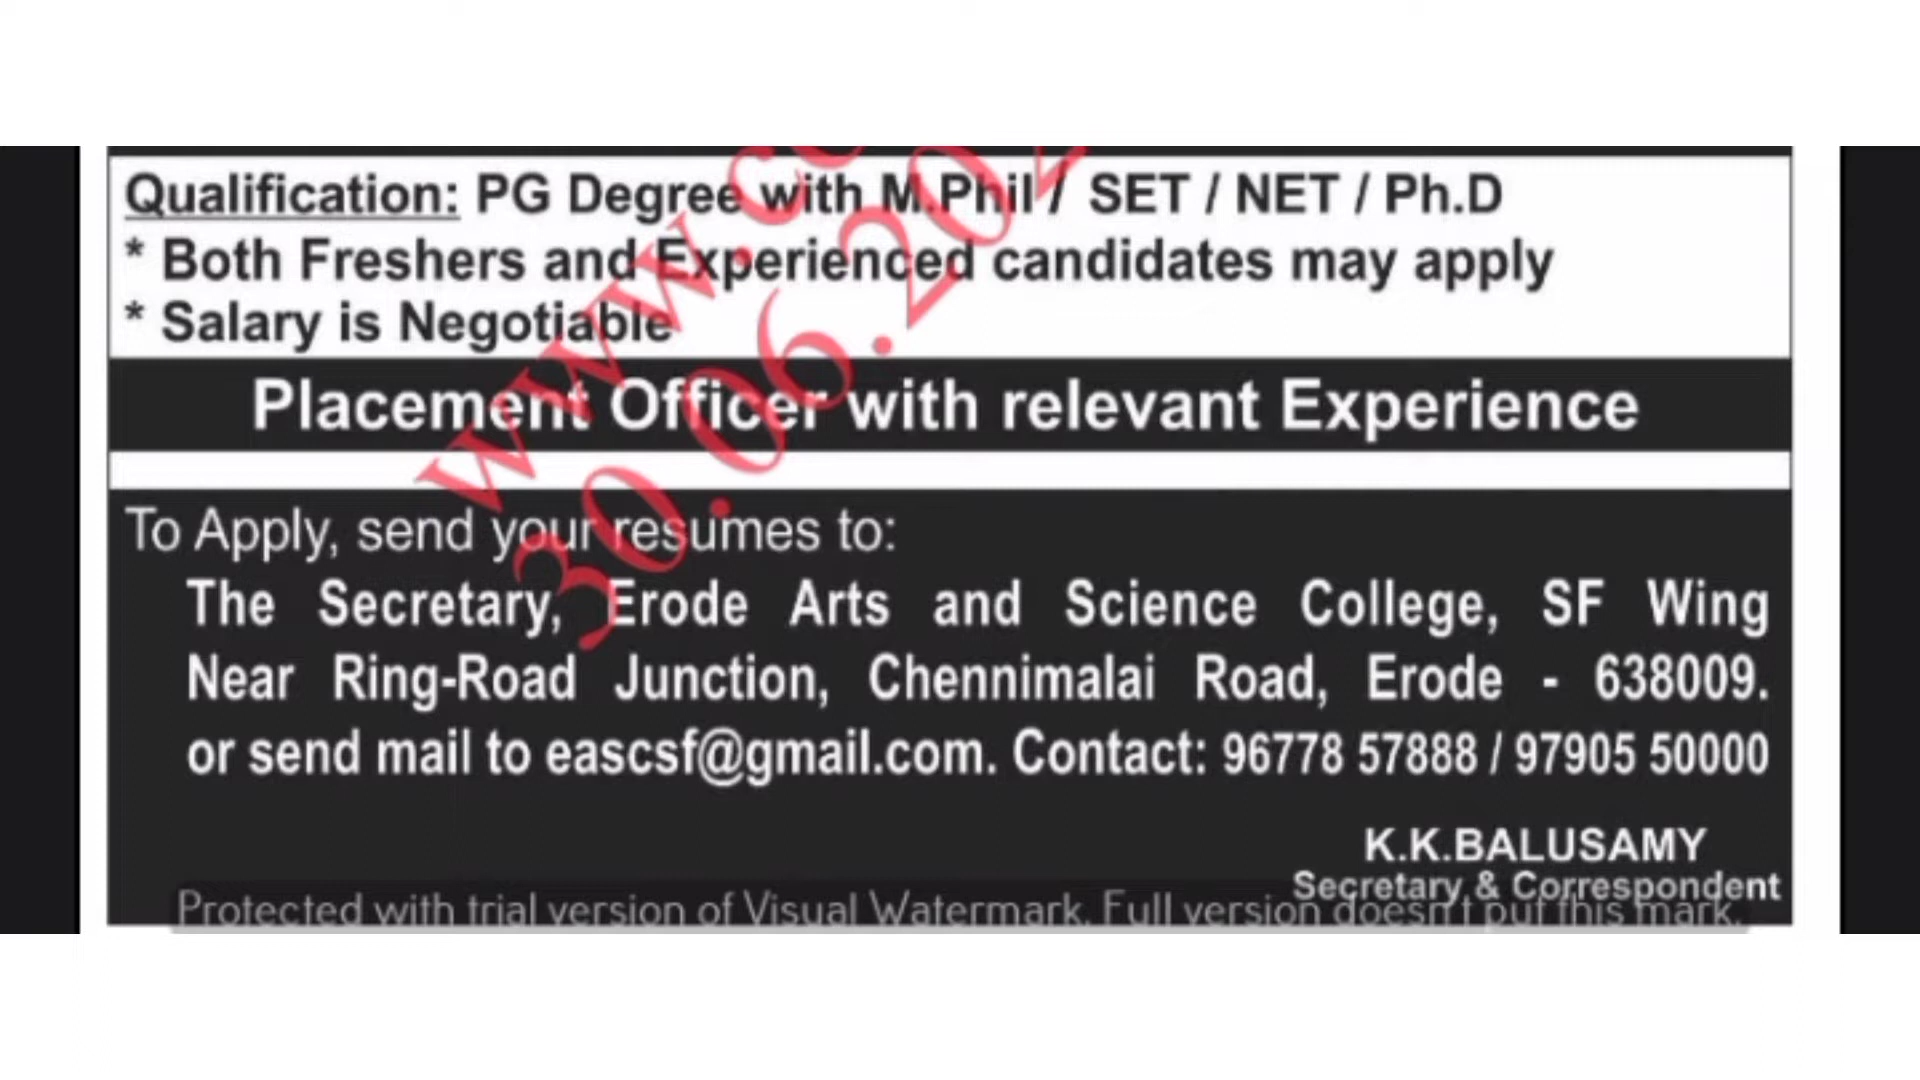 Qualification: PG Degree with M.Phil / SET / NET / Ph.D
* Both Freshers and Experienced candidates may apply
* Salary is Negotiable
Placement Officer with relevant Experience
To Apply, send your resumes to:
The Secretary, Erode Arts and Science College, SF Wing
Near Ring-Road Junction, Chennimalai Road, Erode - 638009.
or send mail to eascsf@gmail.com. Contact: 96778 57888 / 97905 50000
K.K.BALUSAMY
Secretary & Correspondent
Protected with trial version of Visual Watermark. Full version doesn't put this mark.
www.
30.06.